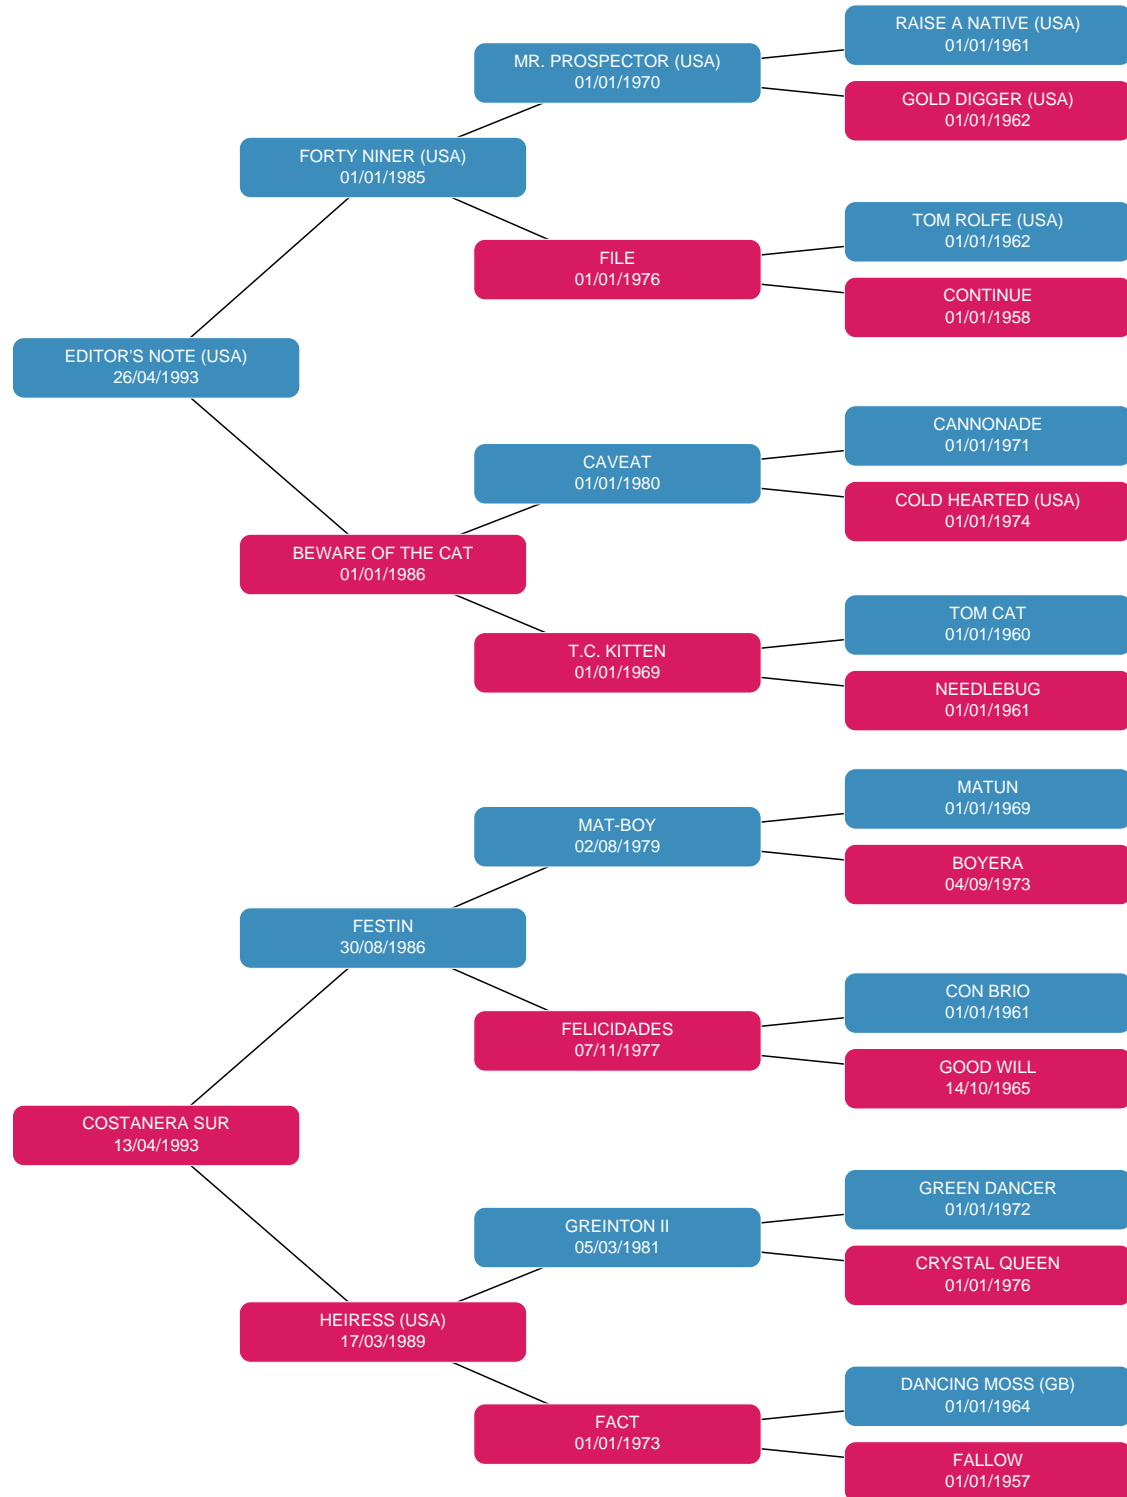 RAISE A NATIVE (USA)
01/01/1961
MR. PROSPECTOR (USA)
01/01/1970
GOLD DIGGER (USA)
01/01/1962
FORTY NINER (USA)
01/01/1985
TOM ROLFE (USA)
01/01/1962
FILE
01/01/1976
CONTINUE
01/01/1958
EDITOR'S NOTE (USA)
26/04/1993
CANNONADE
01/01/1971
CAVEAT
01/01/1980
COLD HEARTED (USA)
01/01/1974
BEWARE OF THE CAT
01/01/1986
TOM CAT
01/01/1960
T.C. KITTEN
01/01/1969
NEEDLEBUG
01/01/1961
MATUN
01/01/1969
MAT-BOY
02/08/1979
BOYERA
04/09/1973
FESTIN
30/08/1986
CON BRIO
01/01/1961
FELICIDADES
07/11/1977
GOOD WILL
14/10/1965
COSTANERA SUR
13/04/1993
GREEN DANCER
01/01/1972
GREINTON II
05/03/1981
CRYSTAL QUEEN
01/01/1976
HEIRESS (USA)
17/03/1989
DANCING MOSS (GB)
01/01/1964
FACT
01/01/1973
FALLOW
01/01/1957